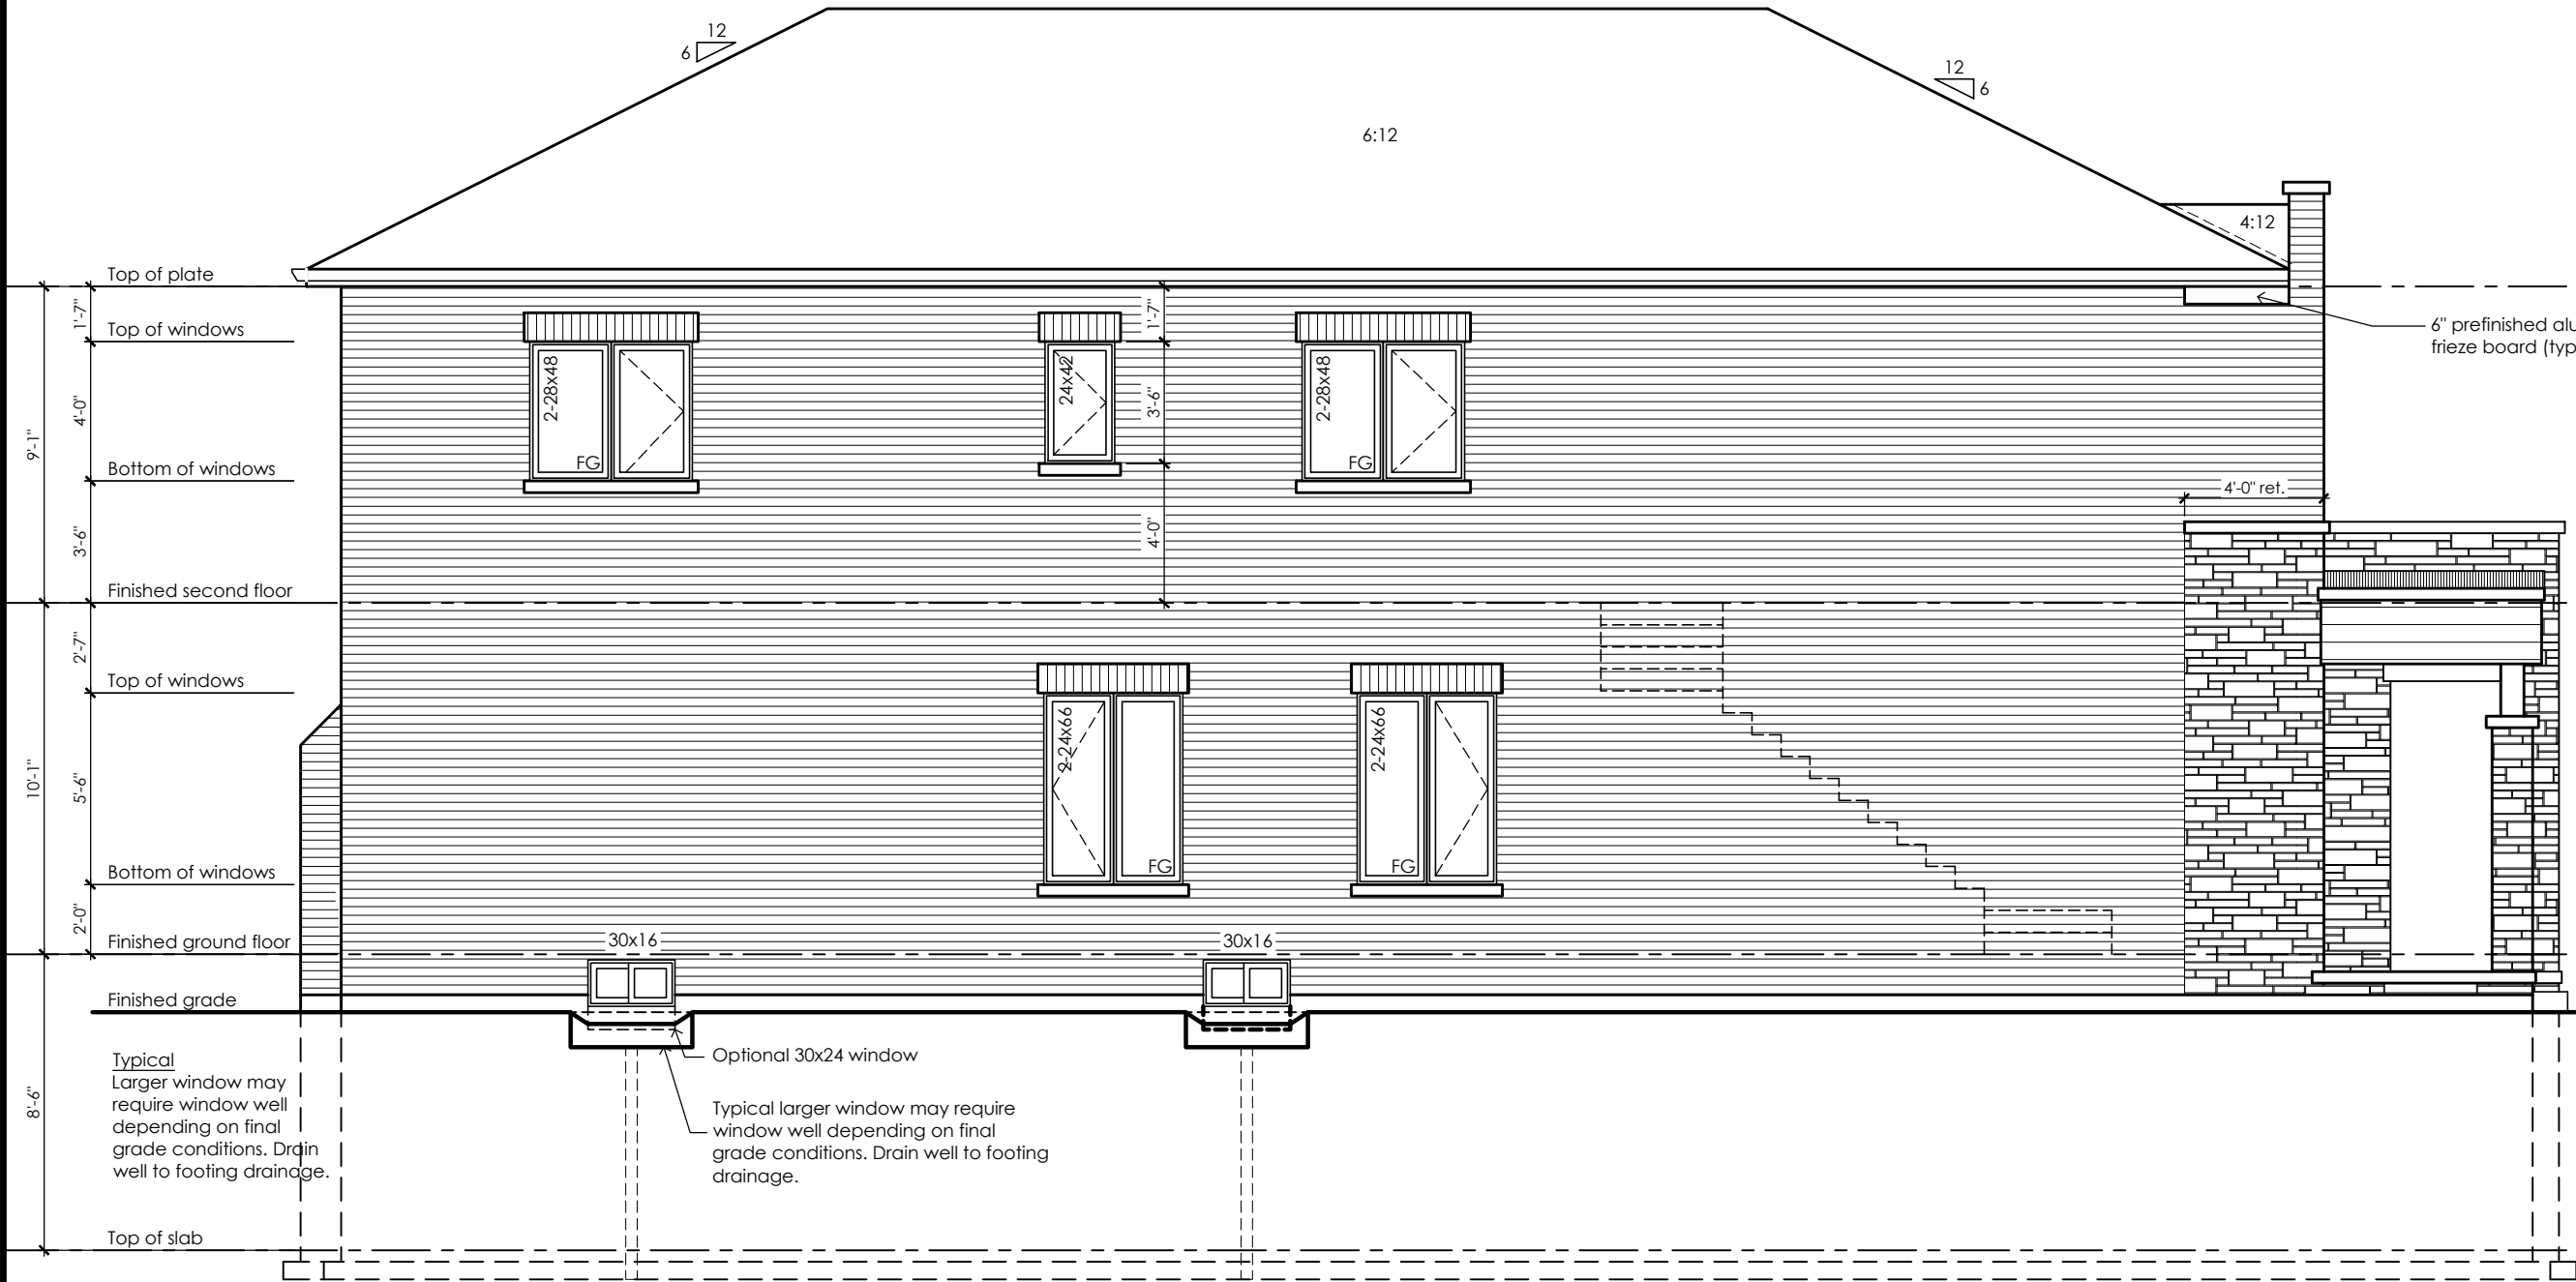 12
6
12
6
6:12
4:12
Top of plate
1'-7"
Top of windows
1'-7"
6" prefinished alu
frieze board (typ
2-28x48
24x42
2-28x48
4'-0"
3'-6"
9'-1"
FG
FG
Bottom of windows
4'-0" ret.
3'-6"
4'-0"
Finished second floor
2'-7"
Top of windows
2-24x66
2-24x66
10'-1"
5'-6"
FG
FG
Bottom of windows
2'-0"
Finished ground floor
30x16
30x16
Finished grade
Optional 30x24 window
Typical
Larger window may
require window well
depending on final
grade conditions. Drain
well to footing drainage.
8'-6"
Typical larger window may require
window well depending on final
grade conditions. Drain well to footing
drainage.
Top of slab